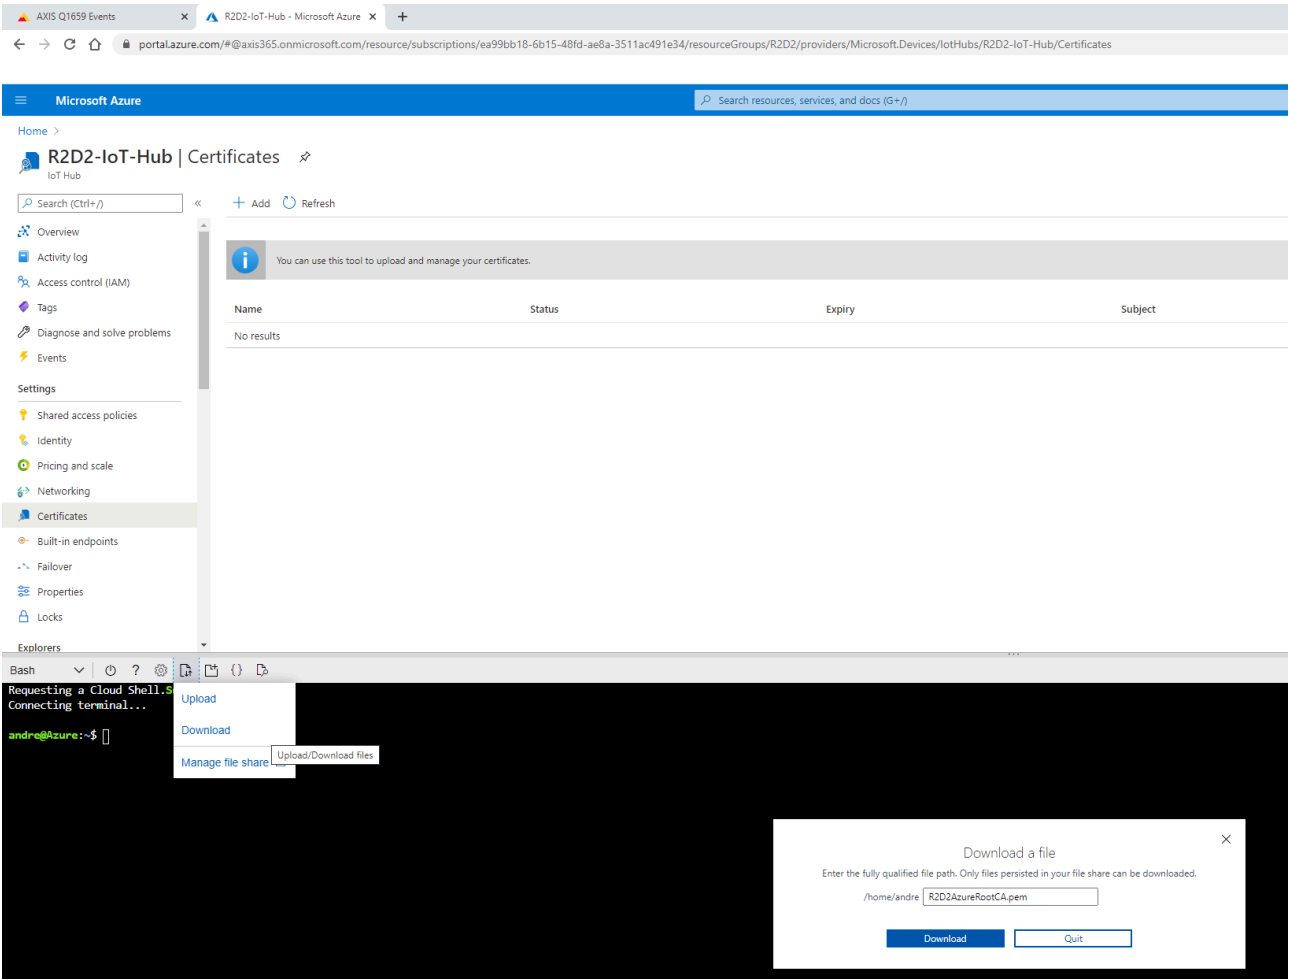 AXIS Q1659 Events
R2D2-IoT-Hub - Microsoft Azure
portal.azure.com/#@axis365.onmicrosoft.com/resource/subscriptions/ea99bb18-6b15-48fd-ae8a-3511ac491e34/resourceGroups/R2D2/providers/Microsoft.Devices/IotHubs/R2D2-IoT-Hub/Certificates
Microsoft Azure
Search resources, services, and docs (G+/)
Home >
R2D2-IoT-Hub | Certificates
IoT Hub
Search (Ctrl+/)
«
Add
Refresh
Overview
Activity log
Access control (IAM)
Tags
Diagnose and solve problems
Events
Settings
Shared access policies
Identity
Pricing and scale
Networking
Certificates
Built-in endpoints
Failover
Properties
Locks
Explorers
You can use this tool to upload and manage your certificates.
Name Status Expiry Subject
No results
Bash
Requesting a Cloud Shell.S
Connecting terminal...
andre@Azure:~$
Upload
Download
Manage file share
Upload/Download files
Download a file
Enter the fully qualified file path. Only files persisted in your file share can be downloaded.
/home/andre R2D2AzureRootCA.pem
Download Quit